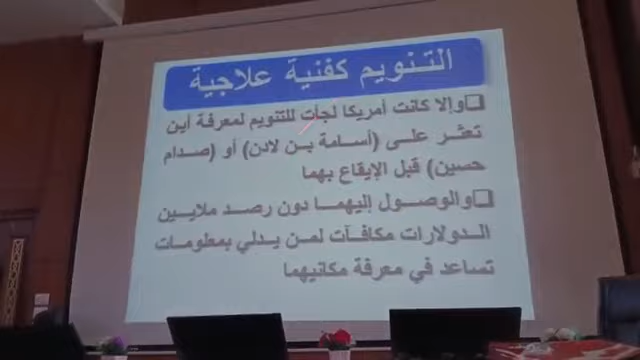 التنويم كفنية علاجية
وإلا كانت أمريكا لجأت للتنويم لمعرفة أين
تعثر على (أسامة بن لادن) أو (صدام
حسين) قبل الإيقاع بهما
والوصول إليهما دون رصد ملايين
الدولارات مكافآت لمن يدلي بمعلومات
تساعد في معرفة مكانيهما